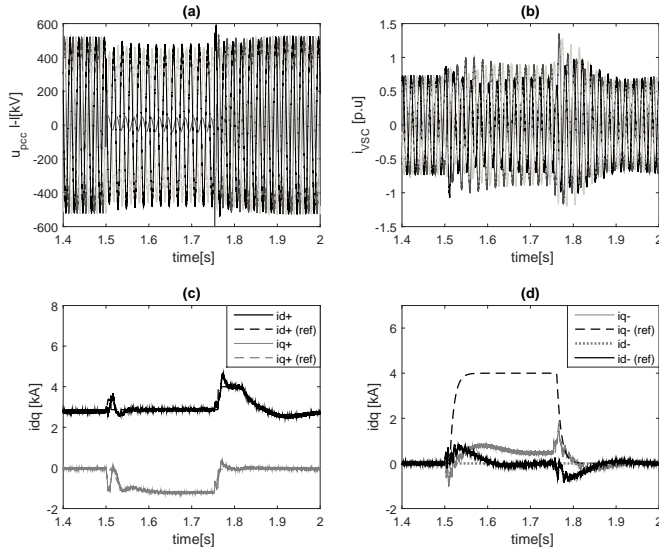 (a)
600
400
200
0
-200
-400
-600
1.4 1.5 1.6 1.7 1.8 1.9 2
time[s]
u_pcc l-l[kV]
(b)
1.5
1
0.5
0
-0.5
-1
-1.5
1.4 1.5 1.6 1.7 1.8 1.9 2
time[s]
i_VSC [p.u]
(c)
8
6
4
2
0
-2
1.4 1.5 1.6 1.7 1.8 1.9 2
time[s]
idq [kA]
id+
id+ (ref)
iq+
iq+ (ref)
(d)
8
6
4
2
0
-2
1.4 1.5 1.6 1.7 1.8 1.9 2
time[s]
idq [kA]
iq-
iq- (ref)
id-
id- (ref)